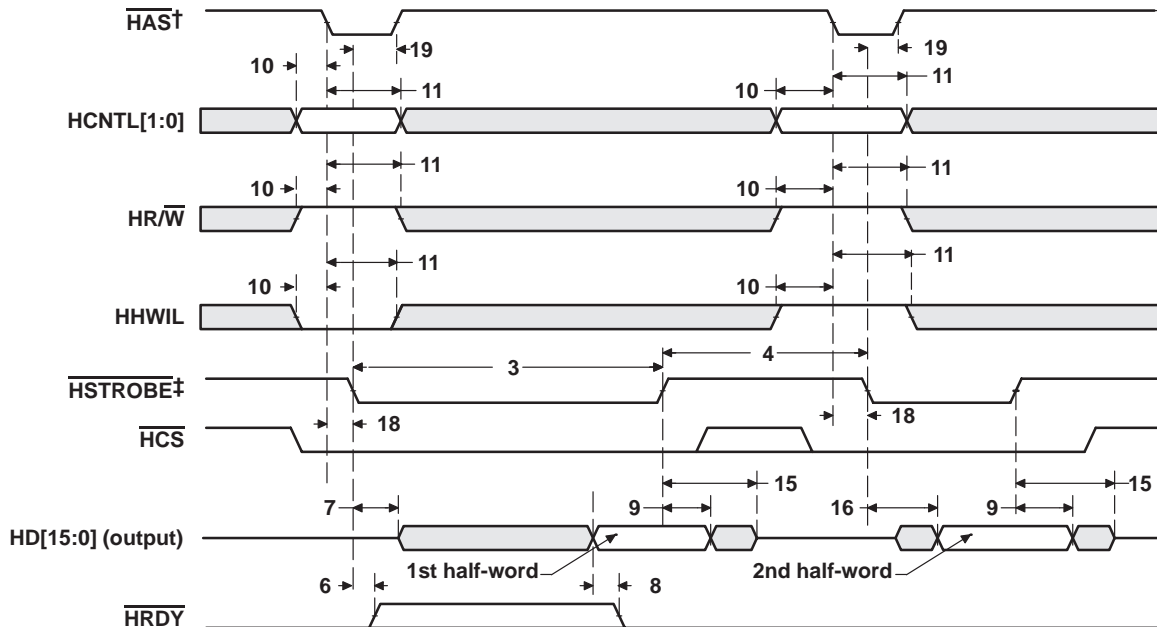 HAS†
19
19
10
11
10
11
HCNTL[1:0]
11
11
10
10
HR/W
11
11
10
10
HHWIL
3
4
HSTROBE‡
18
18
HCS
15
15
7
9
16
9
HD[15:0] (output)
1st half-word
2nd half-word
6
8
HRDY